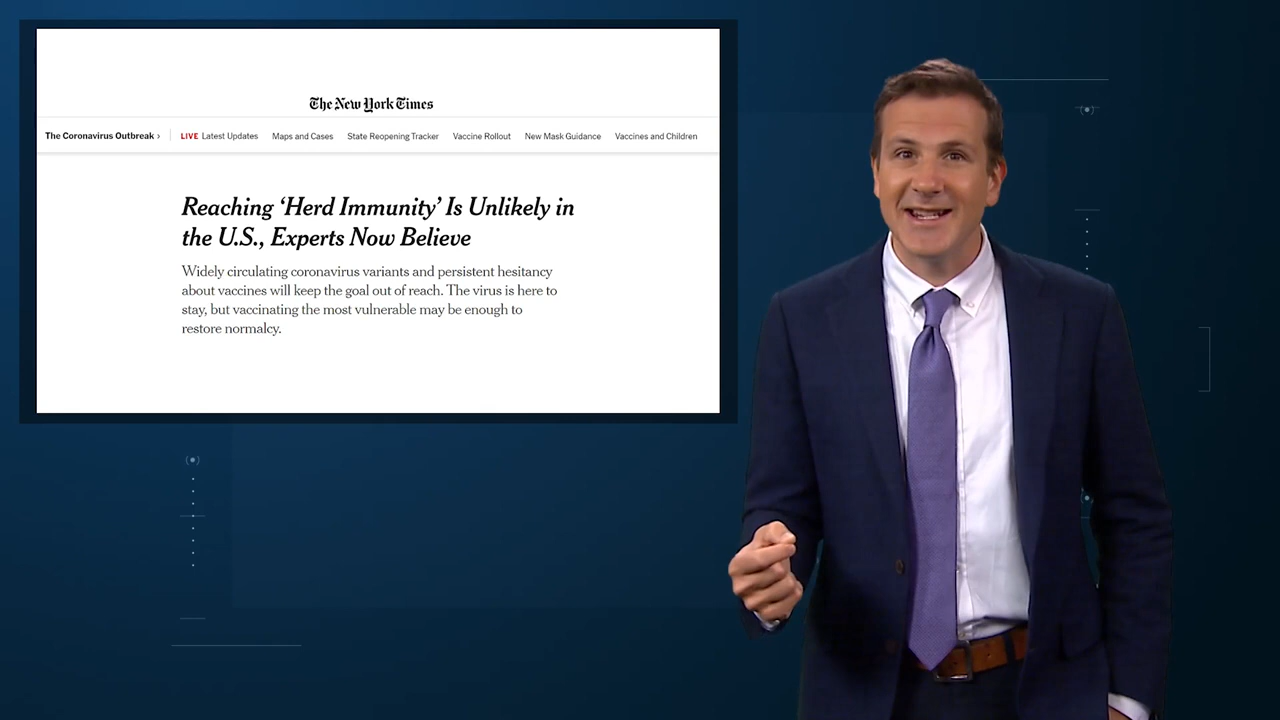 The New York Times
The Coronavirus Outbreak › LIVE Latest Updates Maps and Cases State Reopening Tracker Vaccine Rollout New Mask Guidance Vaccines and Children
Reaching ‘Herd Immunity’ Is Unlikely in
the U.S., Experts Now Believe
Widely circulating coronavirus variants and persistent hesitancy
about vaccines will keep the goal out of reach. The virus is here to
stay, but vaccinating the most vulnerable may be enough to
restore normalcy.